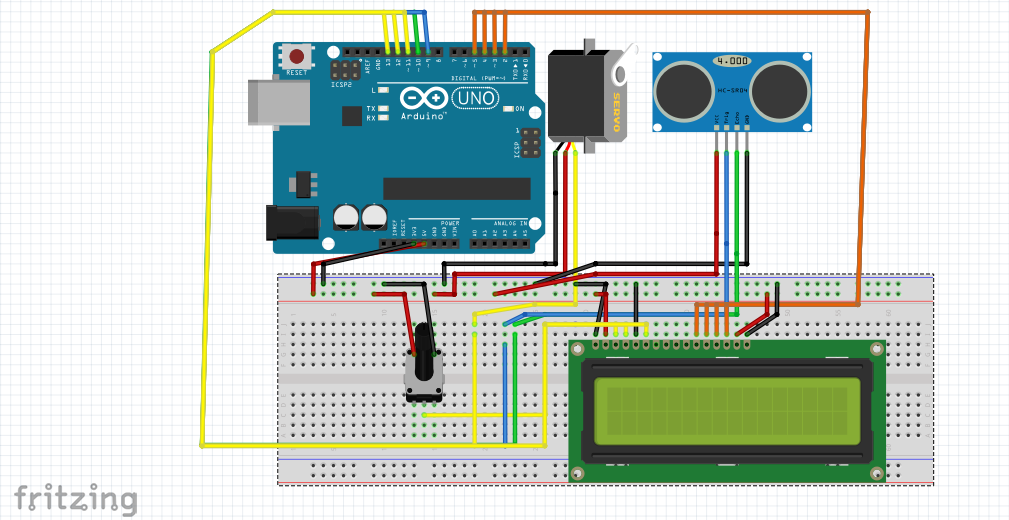 RESET
ICSP2
AREF
GND
13
12
~11
~10
~9
8
7
~6
~5
4
~3
2
TX▶1
RX◀0
DIGITAL (PWM=~)
L
TX
RX
UNO
ON
Arduino™
1
ICSP
IOREF
RESET
3V3
5V
GND
GND
VIN
POWER
ANALOG IN
A0
A1
A2
A3
A4
A5
SERVO
4.000
HC-SR04
VCC
Trig
Echo
GND
fritzing